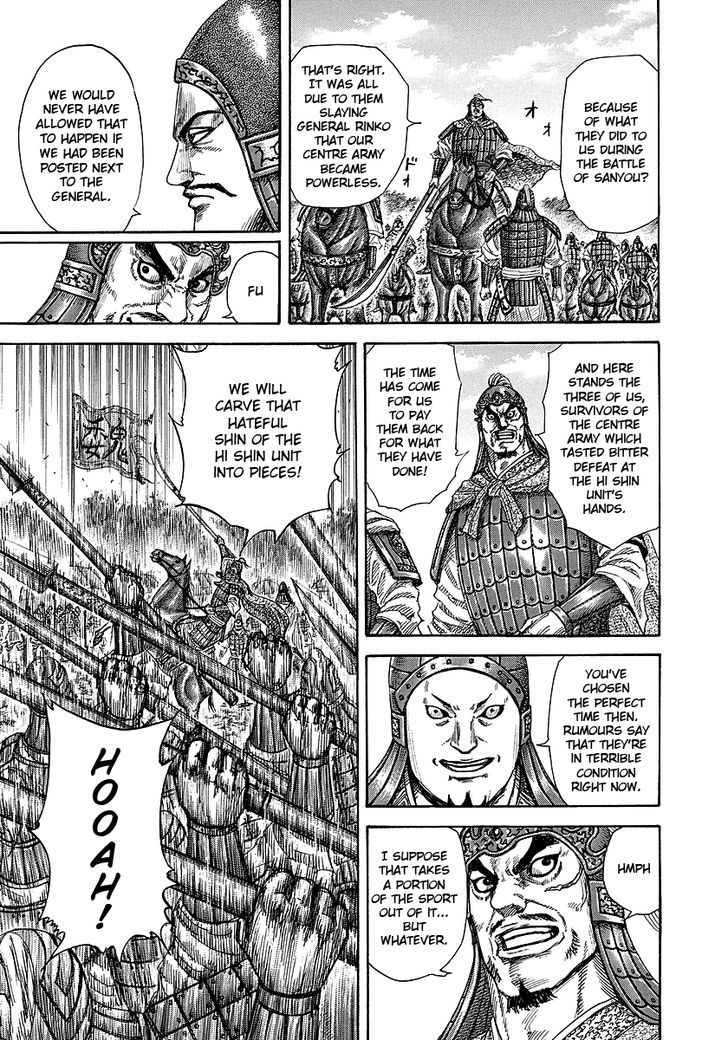 BECAUSE
OF WHAT
THEY DID TO
US DURING
THE BATTLE
OF SANYOU?
THAT'S RIGHT.
IT WAS ALL
DUE TO THEM
SLAYING
GENERAL RINKO
THAT OUR
CENTRE ARMY
BECAME
POWERLESS.
オオ
ド
WE WOULD
NEVER HAVE
ALLOWED THAT
TO HAPPEN IF
WE HAD BEEN
POSTED NEXT
TO THE
GENERAL.
FU
AND HERE
STANDS THE
THREE OF US,
SURVIVORS OF
THE CENTRE
ARMY WHICH
TASTED BITTER
DEFEAT AT
THE HI SHIN
UNIT'S
HANDS.
THE TIME
HAS COME
FOR US
TO PAY
THEM BACK
FOR WHAT
THEY HAVE
DONE!
YOU'VE
CHOSEN
THE PERFECT
TIME THEN.
RUMOURS SAY
THAT THEY'RE
IN TERRIBLE
CONDITION
RIGHT NOW.
HMPH
I SUPPOSE
THAT TAKES
A PORTION
OF THE SPORT
OUT OF IT...
BUT
WHATEVER.
WE WILL
CARVE THAT
HATEFUL
SHIN OF THE
HI SHIN UNIT
INTO PIECES!
魏
HOOAH!